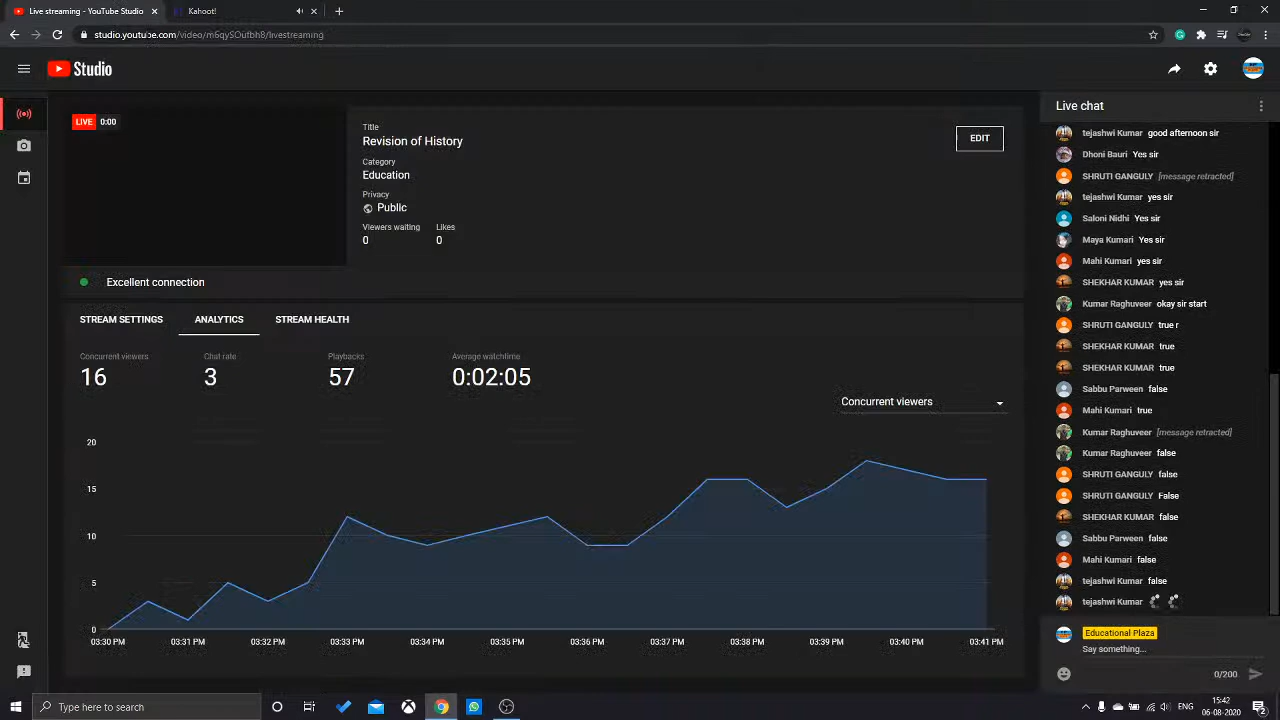 Live streaming - YouTube Studio
Kahoot!
studio.youtube.com/video/m6qySOufbh8/livestreaming
Studio
LIVE 0:00
Title
Revision of History
EDIT
Category
Education
Privacy
Public
Viewers waiting Likes
0 0
Excellent connection
STREAM SETTINGS ANALYTICS STREAM HEALTH
Concurrent viewers Chat rate Playbacks Average watchtime
16 3 57 0:02:05
Concurrent viewers
20
15
10
5
0
03:30 PM 03:31 PM 03:32 PM 03:33 PM 03:34 PM 03:35 PM 03:36 PM 03:37 PM 03:38 PM 03:39 PM 03:40 PM 03:41 PM
Live chat
tejashwi Kumar good afternoon sir
Dhoni Bauri Yes sir
SHRUTI GANGULY [message retracted]
tejashwi Kumar yes sir
Saloni Nidhi Yes sir
Maya Kumari Yes sir
Mahi Kumari yes sir
SHEKHAR KUMAR yes sir
Kumar Raghuveer okay sir start
SHRUTI GANGULY true r
SHEKHAR KUMAR true
SHEKHAR KUMAR true
Sabbu Parween false
Mahi Kumari true
Kumar Raghuveer [message retracted]
Kumar Raghuveer false
SHRUTI GANGULY false
SHRUTI GANGULY False
SHEKHAR KUMAR false
Sabbu Parween false
Mahi Kumari false
tejashwi Kumar false
tejashwi Kumar
Educational Plaza
Say something...
0/200
Type here to search
ENG
15:42
06-08-2020
2